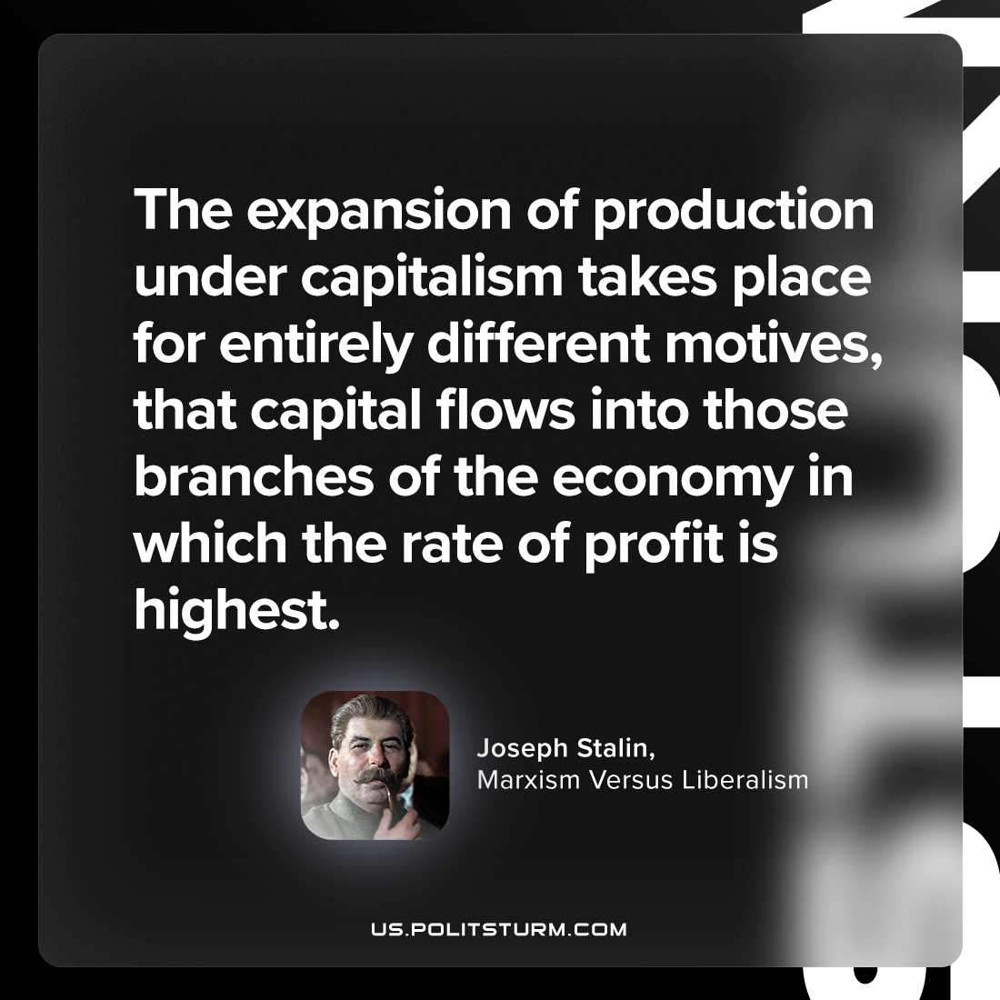 The expansion of production
under capitalism takes place
for entirely different motives,
that capital flows into those
branches of the economy in
which the rate of profit is
highest.
Joseph Stalin,
Marxism Versus Liberalism
US.POLITSTURM.COM